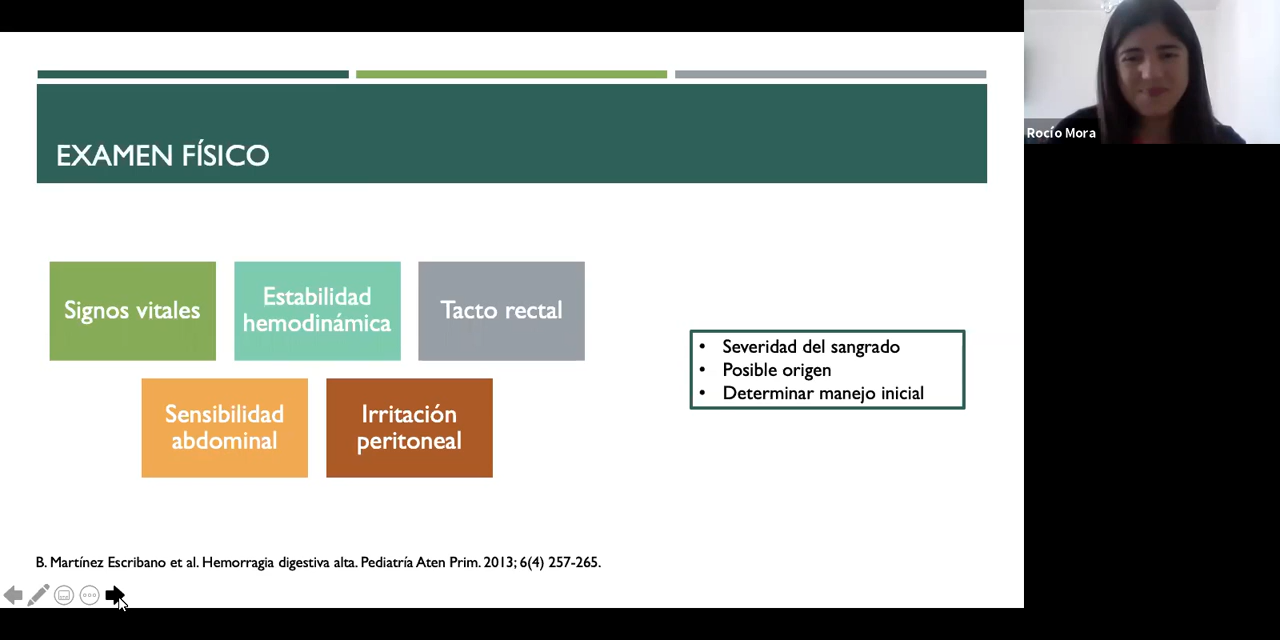 Rocío Mora
EXAMEN FÍSICO
Signos vitales
Estabilidad
hemodinámica
Tacto rectal
Sensibilidad
abdominal
Irritación
peritoneal
• Severidad del sangrado
• Posible origen
• Determinar manejo inicial
B. Martínez Escribano et al. Hemorragia digestiva alta. Pediatría Aten Prim. 2013; 6(4) 257-265.